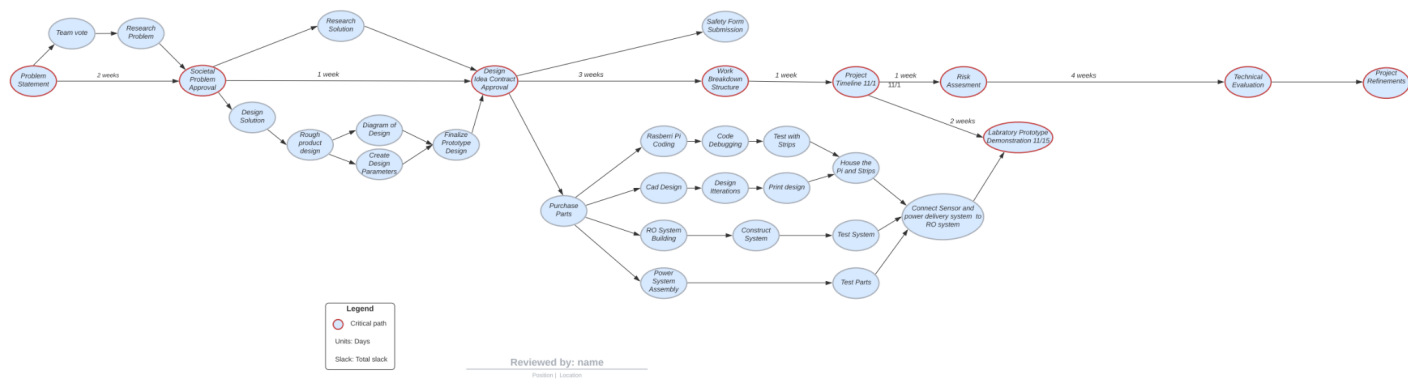 Team vote
Research
Problem
Research
Solution
Safety Form
Submission
Problem
Statement
2 weeks
Societal
Problem
Approval
1 week
Design
Idea Contract
Approval
3 weeks
Work
Breakdown
Structure
1 week
Project
Timeline 11/1
1 week
11/1
Risk
Assesment
4 weeks
Technical
Evaluation
Project
Refinements
Design
Solution
Rough
product
design
Diagram of
Design
Create
Design
Parameters
Finalize
Prototype
Design
2 weeks
Labratory Prototype
Demonstration 11/15
Rasberri Pi
Coding
Code
Debugging
Test with
Strips
House the
Pi and Strips
Cad Design
Design
Itterations
Print design
Purchase
Parts
Connect Sensor and
power delivery system to
RO system
RO System
Building
Construct
System
Test System
Power
System
Assembly
Test Parts
Legend
Critical path
Units: Days
Slack: Total slack
Reviewed by: name
Position | Location